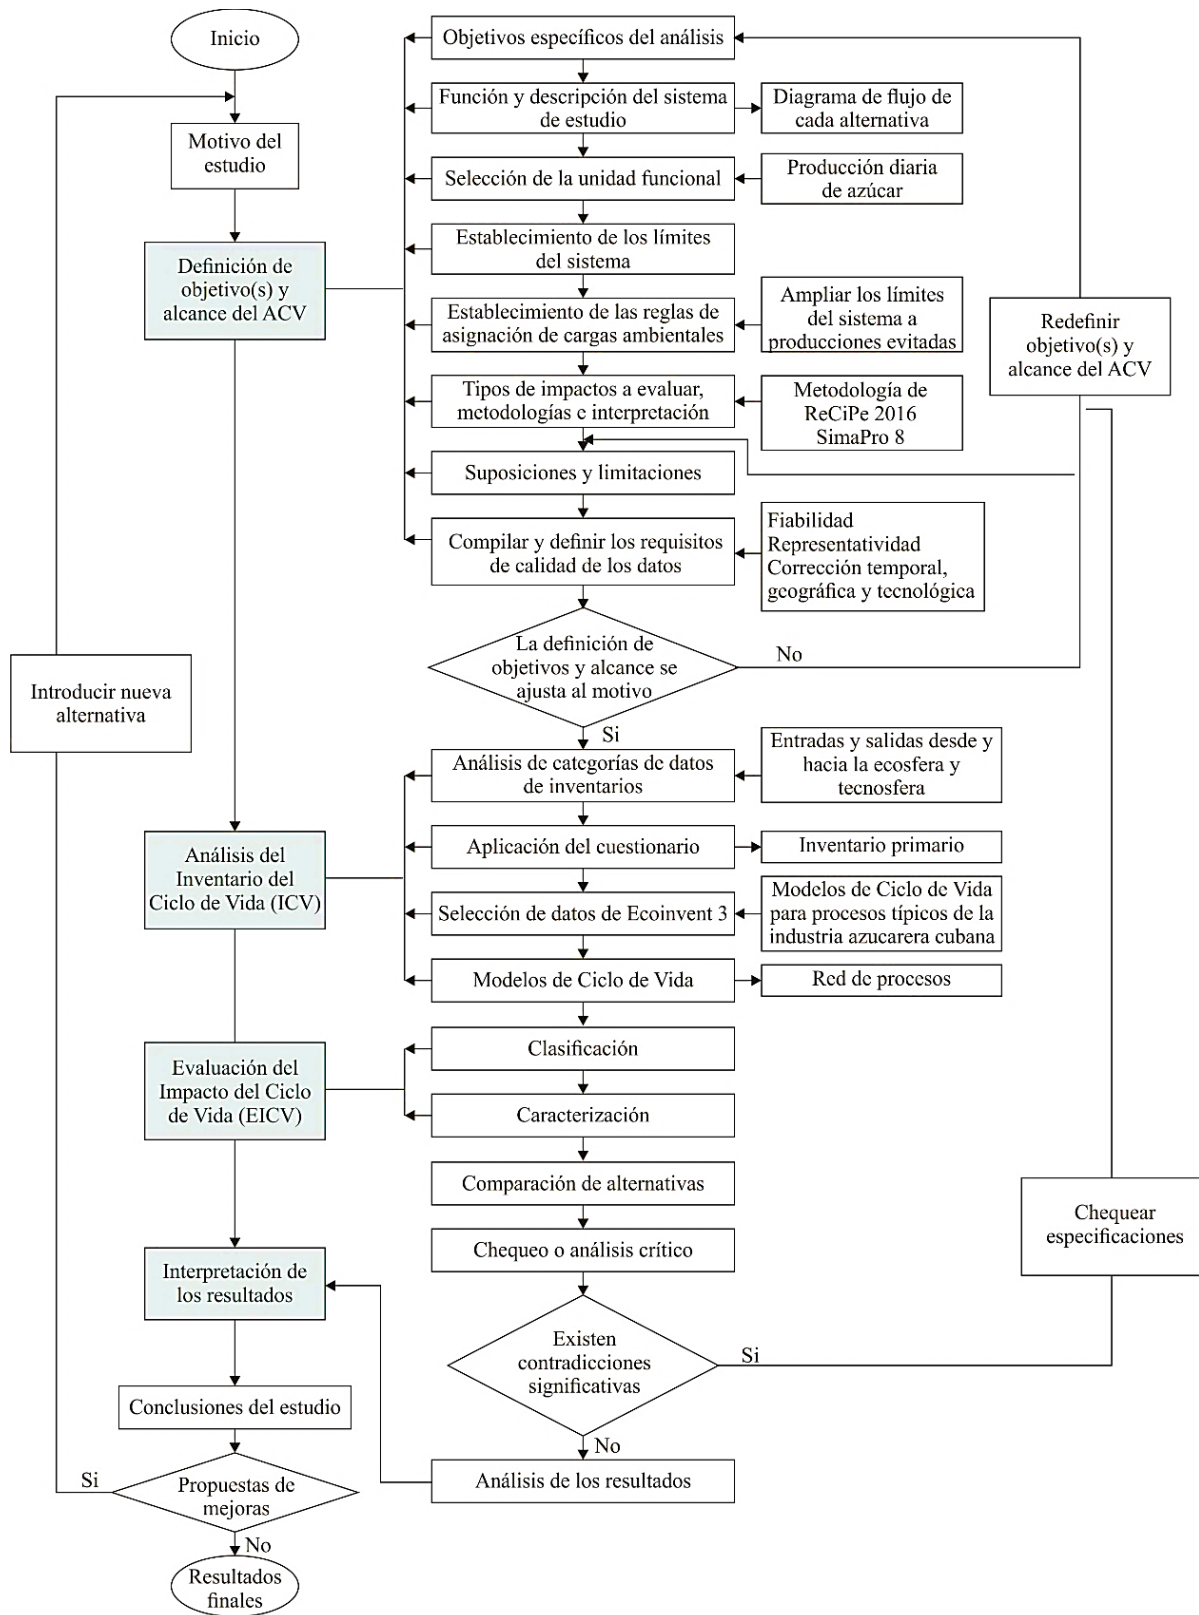 Inicio
Motivo del
estudio
Definición de
objetivo(s) y
alcance del ACV
Objetivos específicos del análisis
Función y descripción del sistema
de estudio
Diagrama de flujo de
cada alternativa
Selección de la unidad funcional
Producción diaria
de azúcar
Establecimiento de los límites
del sistema
Establecimiento de las reglas de
asignación de cargas ambientales
Ampliar los límites
del sistema a
producciones evitadas
Redefinir
objetivo(s) y
alcance del ACV
Tipos de impactos a evaluar,
metodologías e interpretación
Metodología de
ReCiPe 2016
SimaPro 8
Suposiciones y limitaciones
Compilar y definir los requisitos
de calidad de los datos
Fiabilidad
Representatividad
Corrección temporal,
geográfica y tecnológica
La definición de
objetivos y alcance se
ajusta al motivo
No
Si
Introducir nueva
alternativa
Análisis del
Inventario del
Ciclo de Vida (ICV)
Análisis de categorías de datos
de inventarios
Entradas y salidas desde y
hacia la ecosfera y
tecnosfera
Aplicación del cuestionario
Inventario primario
Selección de datos de Ecoinvent 3
Modelos de Ciclo de Vida
para procesos típicos de la
industria azucarera cubana
Modelos de Ciclo de Vida
Red de procesos
Evaluación del
Impacto del Ciclo
de Vida (EICV)
Clasificación
Caracterización
Comparación de alternativas
Chequeo o análisis crítico
Chequear
especificaciones
Existen
contradicciones
significativas
Si
No
Análisis de los resultados
Interpretación de
los resultados
Conclusiones del estudio
Propuestas de
mejoras
Si
No
Resultados
finales